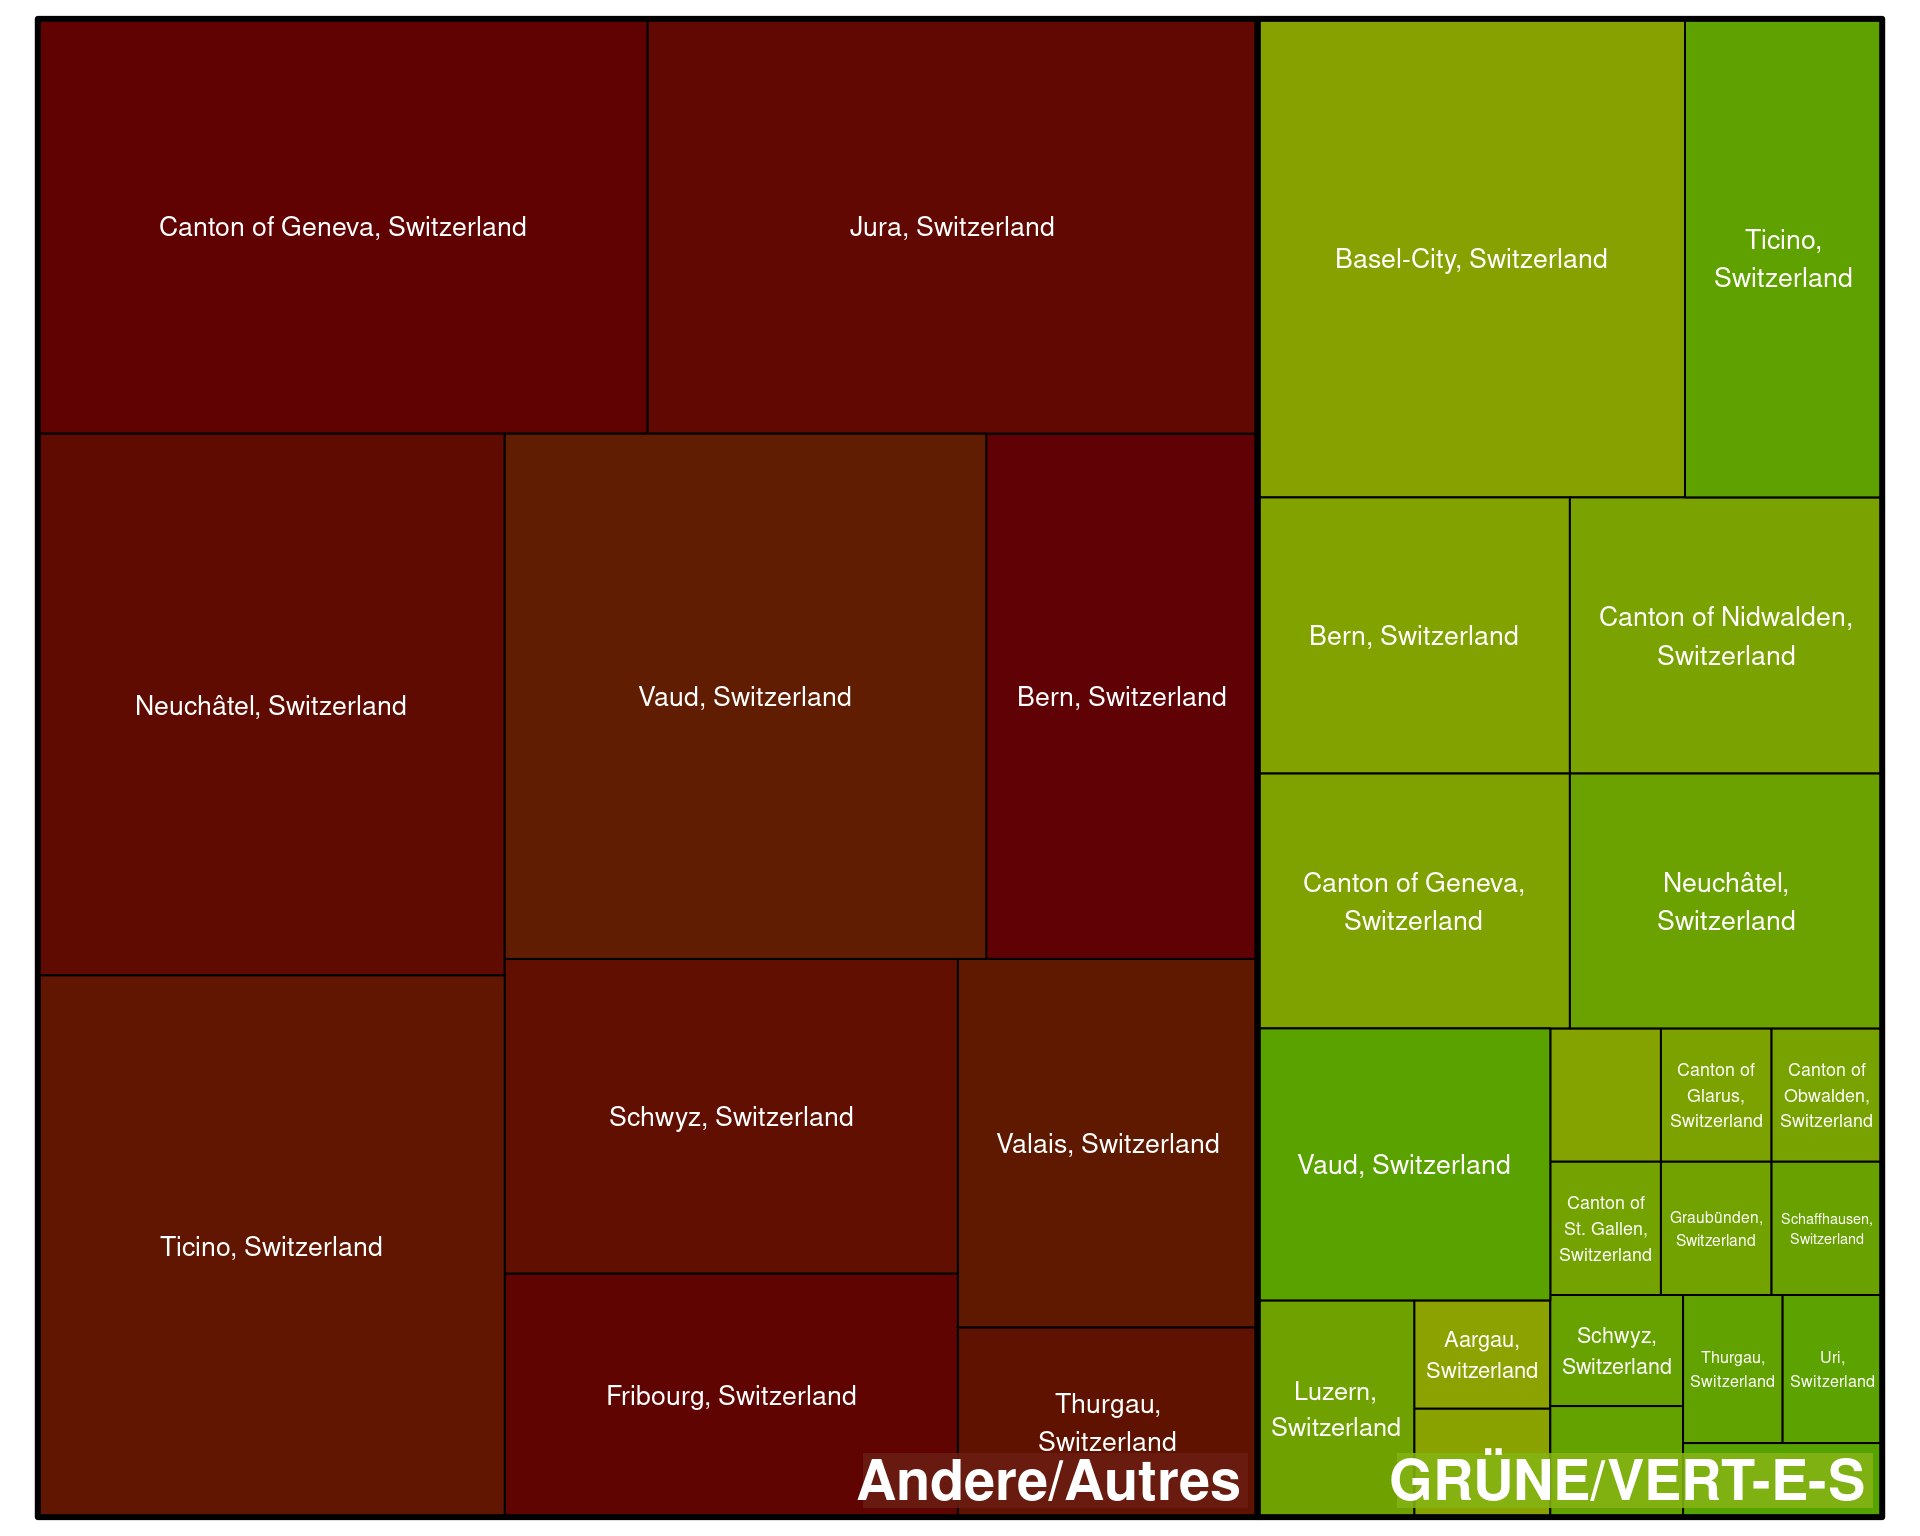 Canton of Geneva, Switzerland
Jura, Switzerland
Neuchâtel, Switzerland
Vaud, Switzerland
Bern, Switzerland
Ticino, Switzerland
Schwyz, Switzerland
Valais, Switzerland
Fribourg, Switzerland
Thurgau,
Switzerland
Andere/Autres
Basel-City, Switzerland
Ticino,
Switzerland
Bern, Switzerland
Canton of Nidwalden,
Switzerland
Canton of Geneva,
Switzerland
Neuchâtel,
Switzerland
Vaud, Switzerland
Canton of
Glarus,
Switzerland
Canton of
Obwalden,
Switzerland
Canton of
St. Gallen,
Switzerland
Graubünden,
Switzerland
Schaffhausen,
Switzerland
Luzern,
Switzerland
Aargau,
Switzerland
Schwyz,
Switzerland
Thurgau,
Switzerland
Uri,
Switzerland
GRÜNE/VERT-E-S